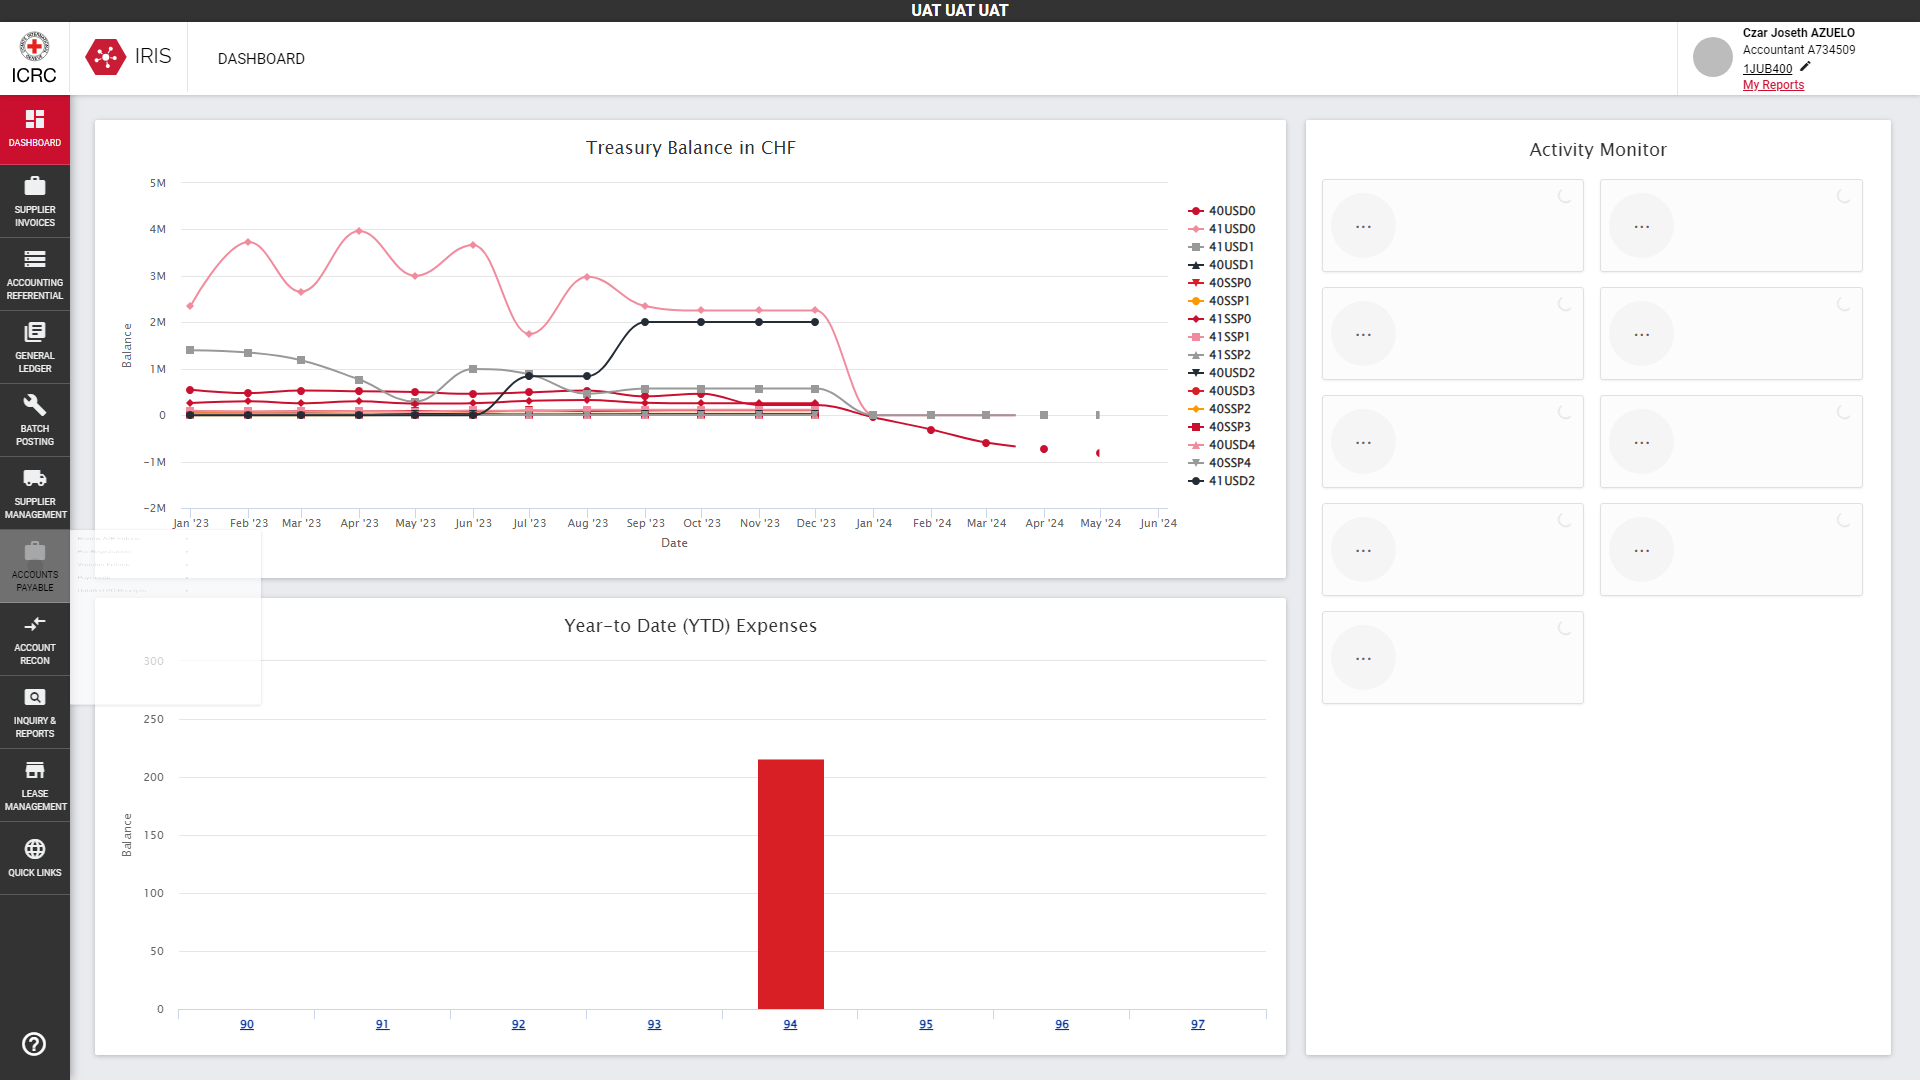 UAT UAT UAT
ICRC
IRIS
DASHBOARD
Czar Joseth AZUELO
Accountant A734509
1JUB400
My Reports
DASHBOARD
SUPPLIER
INVOICES
ACCOUNTING
REFERENTIAL
GENERAL
LEDGER
BATCH
POSTING
SUPPLIER
MANAGEMENT
ACCOUNTS
PAYABLE
ACCOUNT
RECON
INQUIRY &
REPORTS
LEASE
MANAGEMENT
QUICK LINKS
Treasury Balance in CHF
Balance
5M
4M
3M
2M
1M
0
-1M
-2M
Jan '23 Feb '23 Mar '23 Apr '23 May '23 Jun '23 Jul '23 Aug '23 Sep '23 Oct '23 Nov '23 Dec '23 Jan '24 Feb '24 Mar '24 Apr '24 May '24 Jun '24
Date
40USD0
41USD0
41USD1
40USD1
40SSP0
40SSP1
41SSP0
41SSP1
41SSP2
40USD2
40USD3
40SSP2
40SSP3
40USD4
40SSP4
41USD2
Year-to Date (YTD) Expenses
Balance
300
250
200
150
100
50
0
90 91 92 93 94 95 96 97
Activity Monitor
... ...
... ...
... ...
... ...
...